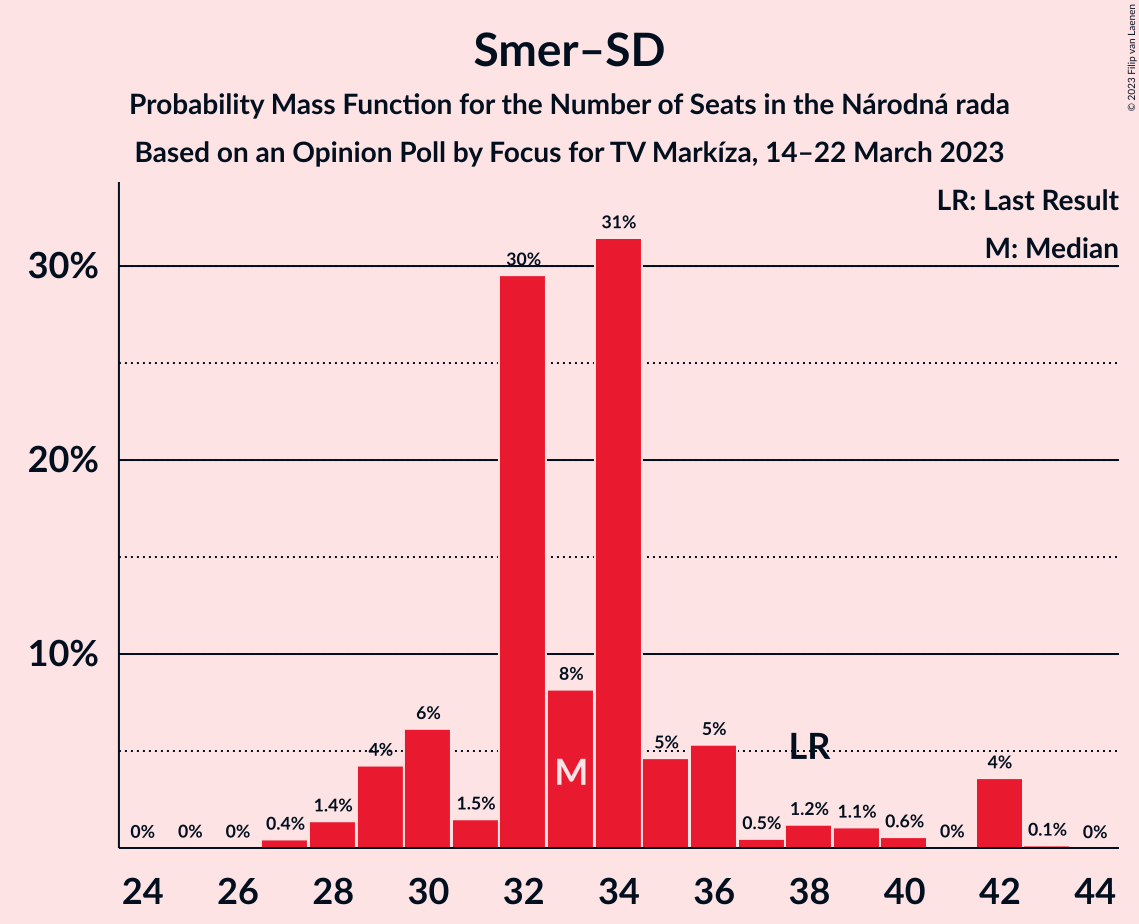 © 2023 Filip van Laenen
Smer–SD
Probability Mass Function for the Number of Seats in the Národná rada
Based on an Opinion Poll by Focus for TV Markíza, 14–22 March 2023
LR: Last Result
M: Median
30%
20%
10%
0% 0% 0% 0.4% 1.4% 4% 6% 1.5% 30% 8% 31% 5% 5% 0.5% 1.2% 1.1% 0.6% 0% 4% 0.1% 0%
M
LR
24 26 28 30 32 34 36 38 40 42 44